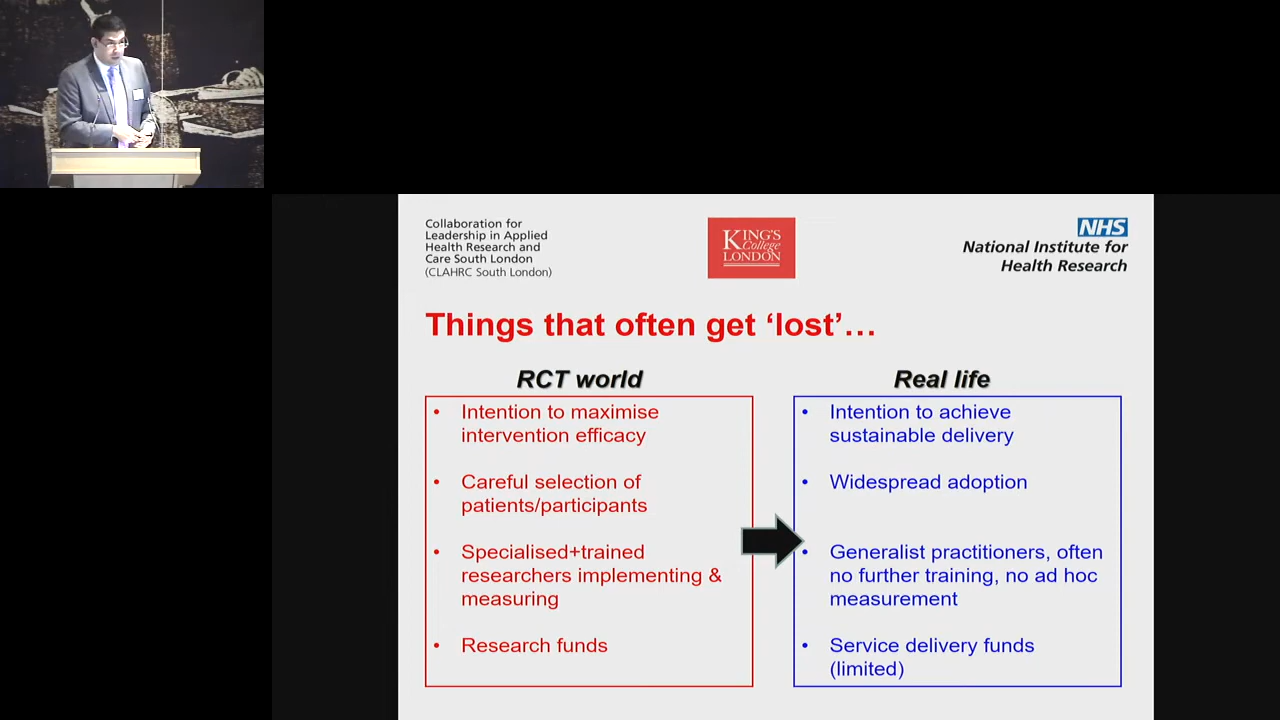 Collaboration for
Leadership in Applied
Health Research and
Care South London
(CLAHRC South London)
KING'S
College
LONDON
NHS
National Institute for
Health Research
Things that often get ‘lost’…
RCT world
• Intention to maximise
intervention efficacy
• Careful selection of
patients/participants
• Specialised+trained
researchers implementing &
measuring
• Research funds
Real life
• Intention to achieve
sustainable delivery
• Widespread adoption
• Generalist practitioners, often
no further training, no ad hoc
measurement
• Service delivery funds
(limited)